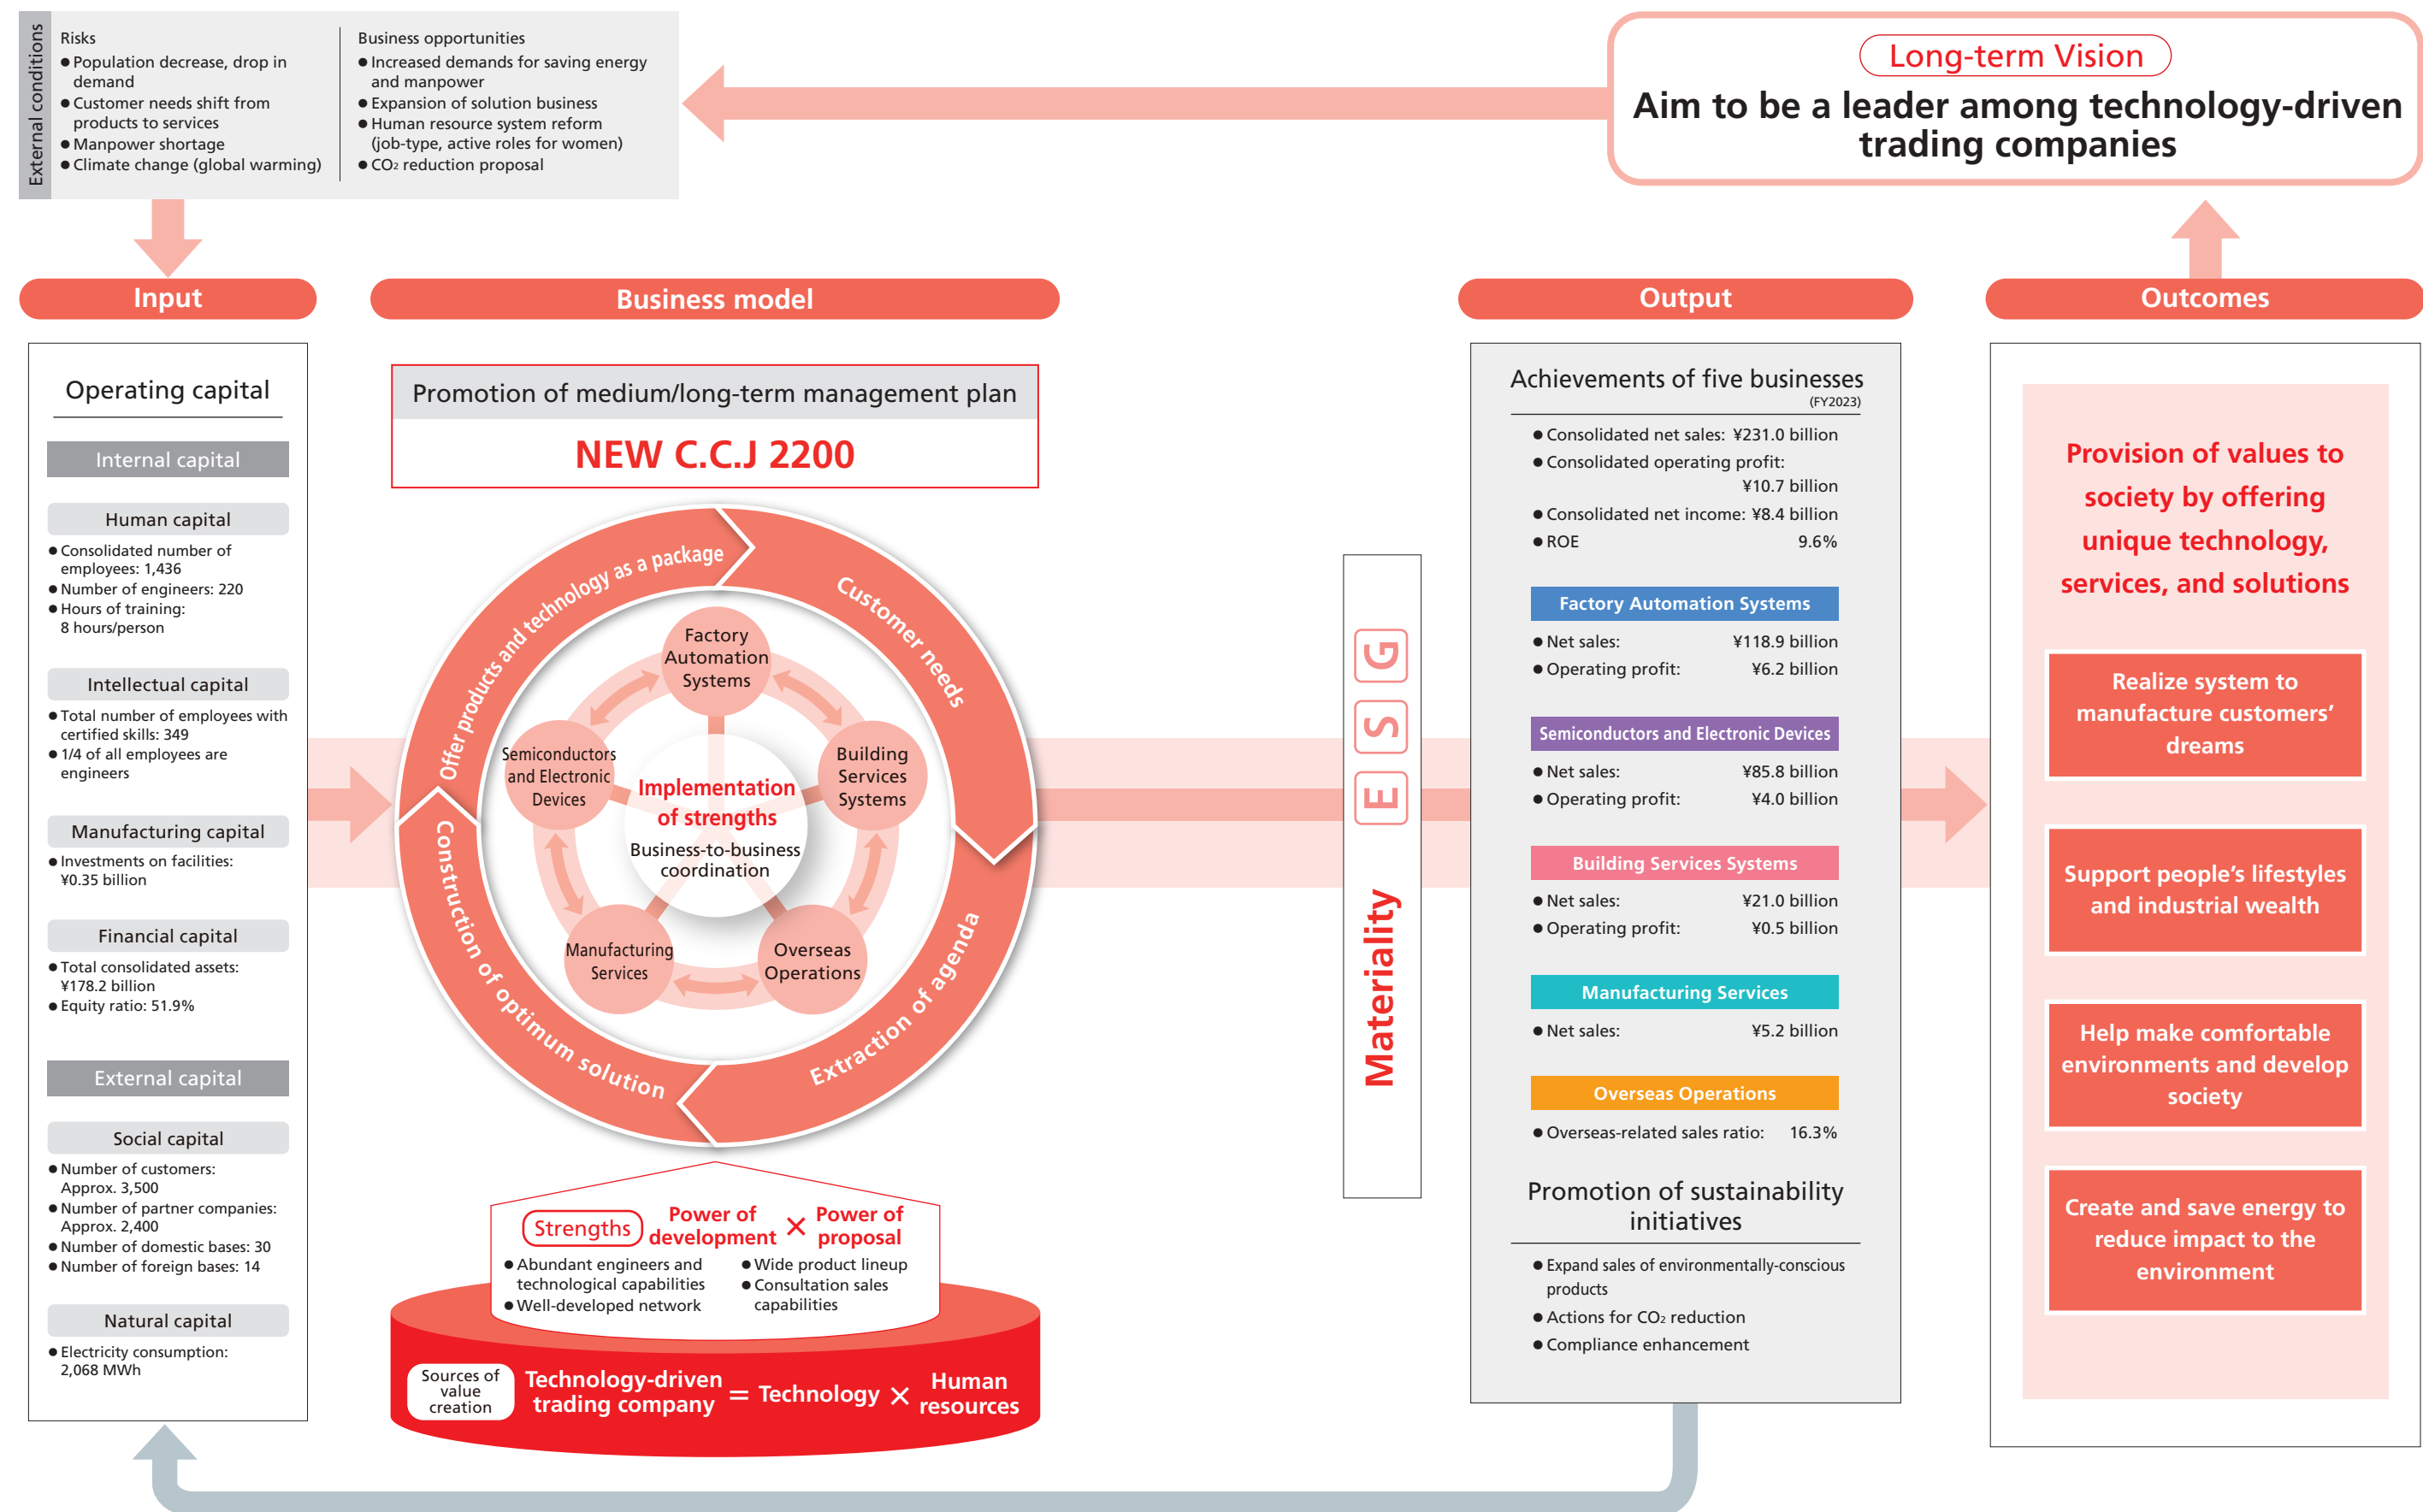 External conditions
Risks
● Population decrease, drop in
demand
● Customer needs shift from
products to services
● Manpower shortage
● Climate change (global warming)
Business opportunities
● Increased demands for saving energy
and manpower
● Expansion of solution business
● Human resource system reform
(job-type, active roles for women)
● CO2 reduction proposal
Long-term Vision
Aim to be a leader among technology-driven
trading companies
Input
Operating capital
Internal capital
Human capital
● Consolidated number of
employees: 1,436
● Number of engineers: 220
● Hours of training:
8 hours/person
Intellectual capital
● Total number of employees with
certified skills: 349
● 1/4 of all employees are
engineers
Manufacturing capital
● Investments on facilities:
¥0.35 billion
Financial capital
● Total consolidated assets:
¥178.2 billion
● Equity ratio: 51.9%
External capital
Social capital
● Number of customers:
Approx. 3,500
● Number of partner companies:
Approx. 2,400
● Number of domestic bases: 30
● Number of foreign bases: 14
Natural capital
● Electricity consumption:
2,068 MWh
Business model
Promotion of medium/long-term management plan
NEW C.C.J 2200
Offer products and technology as a package
Customer needs
Extraction of agenda
Construction of optimum solution
Factory
Automation
Systems
Building
Services
Systems
Overseas
Operations
Manufacturing
Services
Semiconductors
and Electronic
Devices
Implementation
of strengths
Business-to-business
coordination
Strengths
Power of
development
×
Power of
proposal
● Abundant engineers and
technological capabilities
● Well-developed network
● Wide product lineup
● Consultation sales
capabilities
Sources of
value
creation
Technology-driven
trading company
= Technology ×
Human
resources
Materiality
E
S
G
Output
Achievements of five businesses
(FY2023)
● Consolidated net sales: ¥231.0 billion
● Consolidated operating profit:
¥10.7 billion
● Consolidated net income: ¥8.4 billion
● ROE 9.6%
Factory Automation Systems
● Net sales: ¥118.9 billion
● Operating profit: ¥6.2 billion
Semiconductors and Electronic Devices
● Net sales: ¥85.8 billion
● Operating profit: ¥4.0 billion
Building Services Systems
● Net sales: ¥21.0 billion
● Operating profit: ¥0.5 billion
Manufacturing Services
● Net sales: ¥5.2 billion
Overseas Operations
● Overseas-related sales ratio: 16.3%
Promotion of sustainability
initiatives
● Expand sales of environmentally-conscious
products
● Actions for CO2 reduction
● Compliance enhancement
Outcomes
Provision of values to
society by offering
unique technology,
services, and solutions
Realize system to
manufacture customers’
dreams
Support people’s lifestyles
and industrial wealth
Help make comfortable
environments and develop
society
Create and save energy to
reduce impact to the
environment